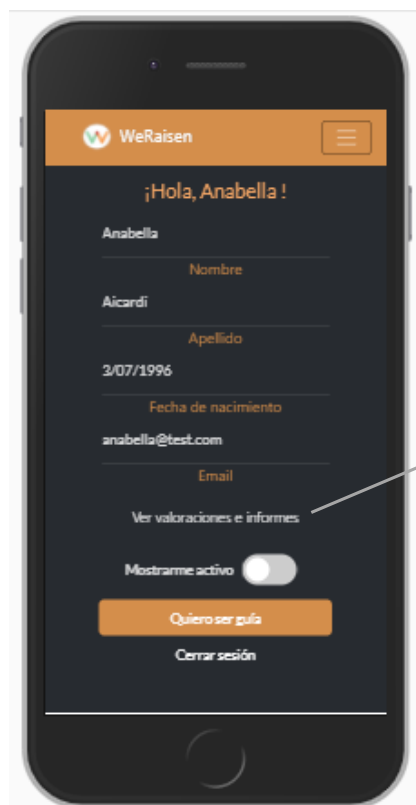 WeRaisen
¡Hola, Anabella !
Anabella
Nombre
Aicardi
Apellido
3/07/1996
Fecha de nacimiento
anabella@test.com
Email
Ver valoraciones e informes
Mostrarme activo
Quiero ser guía
Cerrar sesión